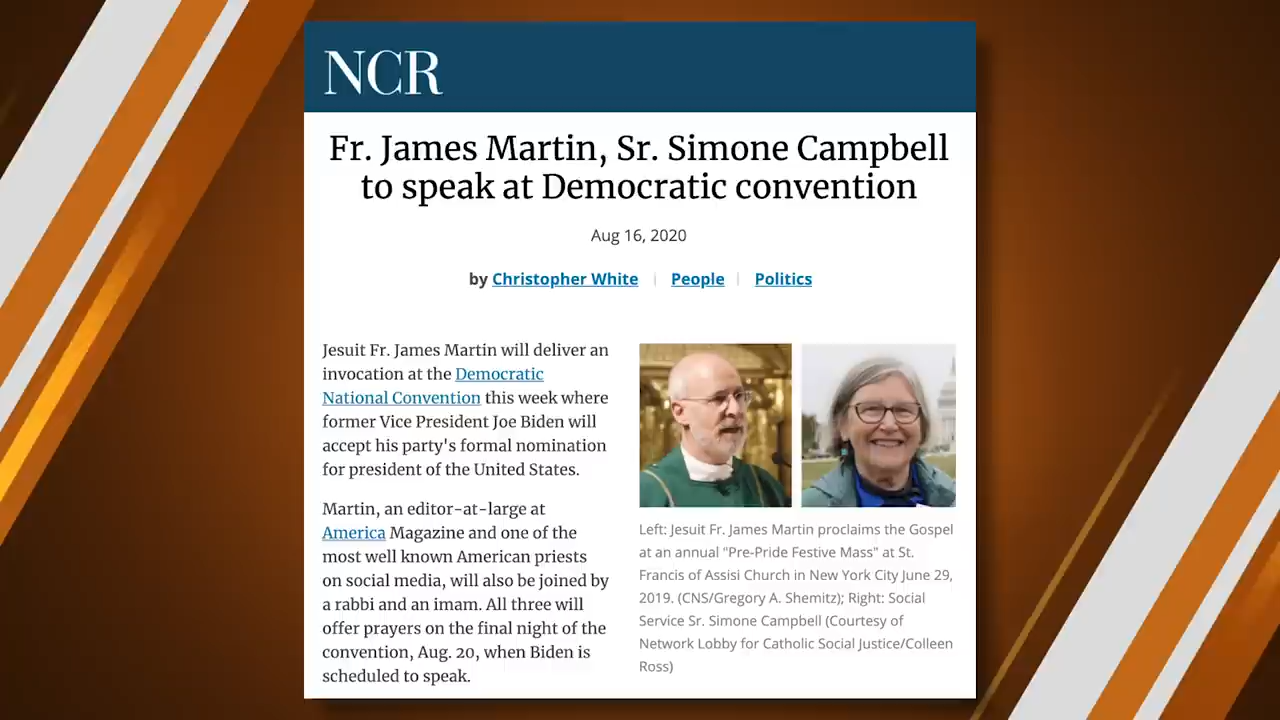 NCR
Fr. James Martin, Sr. Simone Campbell
to speak at Democratic convention
Aug 16, 2020
by Christopher White | People | Politics
Jesuit Fr. James Martin will deliver an
invocation at the Democratic
National Convention this week where
former Vice President Joe Biden will
accept his party's formal nomination
for president of the United States.
Martin, an editor-at-large at
America Magazine and one of the
most well known American priests
on social media, will also be joined by
a rabbi and an imam. All three will
offer prayers on the final night of the
convention, Aug. 20, when Biden is
scheduled to speak.
Left: Jesuit Fr. James Martin proclaims the Gospel
at an annual "Pre-Pride Festive Mass" at St.
Francis of Assisi Church in New York City June 29,
2019. (CNS/Gregory A. Shemitz); Right: Social
Service Sr. Simone Campbell (Courtesy of
Network Lobby for Catholic Social Justice/Colleen
Ross)